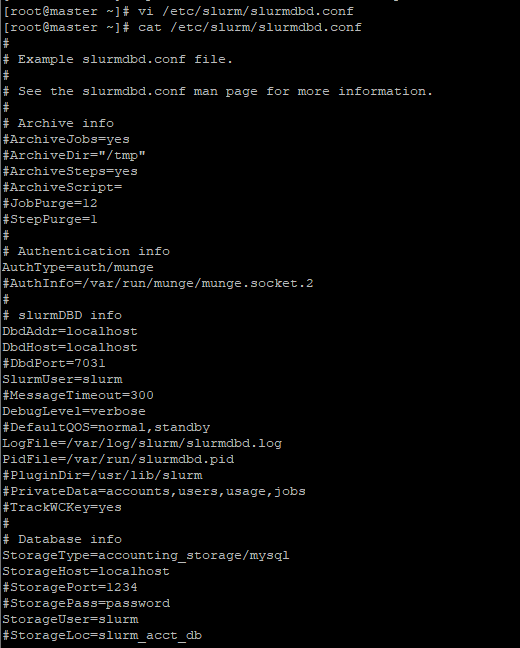 [root@master ~]# vi /etc/slurm/slurmdbd.conf
[root@master ~]# cat /etc/slurm/slurmdbd.conf
#
# Example slurmdbd.conf file.
#
# See the slurmdbd.conf man page for more information.
#
# Archive info
#ArchiveJobs=yes
#ArchiveDir="/tmp"
#ArchiveSteps=yes
#ArchiveScript=
#JobPurge=12
#StepPurge=1
#
# Authentication info
AuthType=auth/munge
#AuthInfo=/var/run/munge/munge.socket.2
#
# slurmDBD info
DbdAddr=localhost
DbdHost=localhost
#DbdPort=7031
SlurmUser=slurm
#MessageTimeout=300
DebugLevel=verbose
#DefaultQOS=normal,standby
LogFile=/var/log/slurm/slurmdbd.log
PidFile=/var/run/slurmdbd.pid
#PluginDir=/usr/lib/slurm
#PrivateData=accounts,users,usage,jobs
#TrackWCKey=yes
#
# Database info
StorageType=accounting_storage/mysql
StorageHost=localhost
#StoragePort=1234
#StoragePass=password
StorageUser=slurm
#StorageLoc=slurm_acct_db